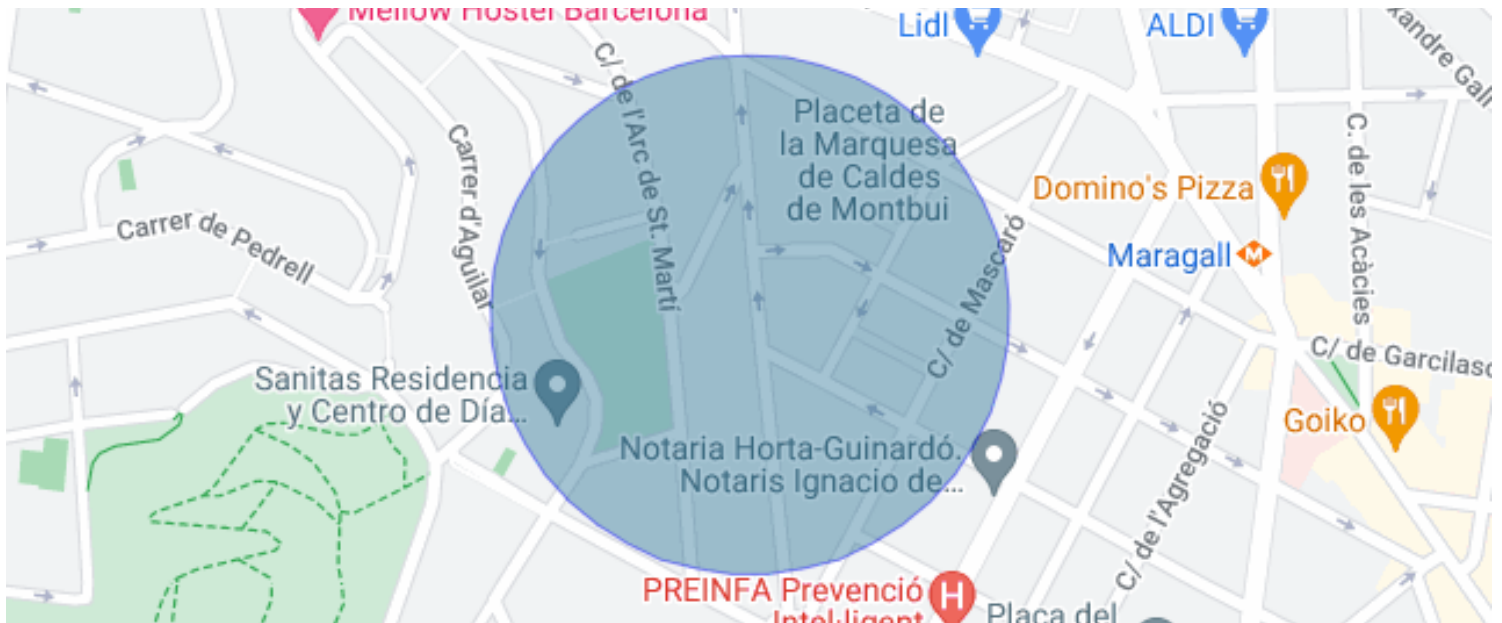 Mellow Hostel Barcelona
Lidl
ALDI
C/ de l'Arc de St. Martí
Placeta de
la Marquesa
de Caldes
de Montbui
Carrer d'Aguilar
Carrer de Pedrell
C. de les Acàcies
Domino's Pizza
Maragall
M
C/ de Mascaró
C/ de Garcilaso
Sanitas Residencia
y Centro de Día...
Goiko
Notaria Horta-Guinardó.
Notaris Ignacio de...
C/ de l'Agregació
PREINFA Prevenció
Intel·ligent
H
Plaça del